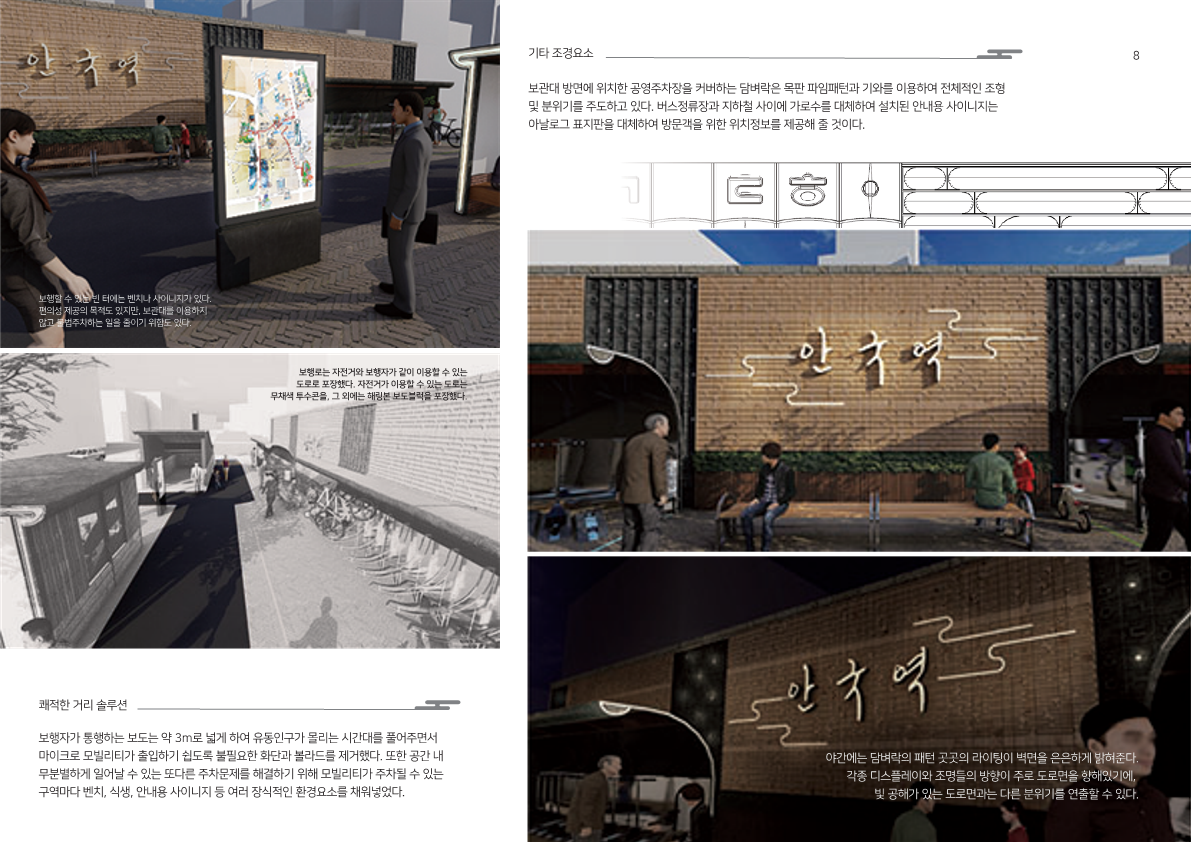 안국역
보행할 수 있는 빈 터에는 벤치나 사이니지가 있다.
편의성 제공의 목적도 있지만, 보관대를 이용하지
않고 불법주차하는 일을 줄이기 위함도 있다.
보행로는 자전거와 보행자가 같이 이용할 수 있는
도로로 포장했다. 자전거가 이용할 수 있는 도로는
무채색 투수콘을, 그 외에는 해링본 보도블럭을 포장했다.
쾌적한 거리 솔루션
보행자가 통행하는 보도는 약 3m로 넓게 하여 유동인구가 몰리는 시간대를 풀어주면서
마이크로 모빌리티가 출입하기 쉽도록 불필요한 화단과 볼라드를 제거했다. 또한 공간 내
무분별하게 일어날 수 있는 또다른 주차문제를 해결하기 위해 모빌리티가 주차될 수 있는
구역마다 벤치, 식생, 안내용 사이니지 등 여러 장식적인 환경요소를 채워넣었다.
기타 조경요소
8
보관대 방면에 위치한 공영주차장을 커버하는 담벼락은 목판 파임패턴과 기와를 이용하여 전체적인 조형
및 분위기를 주도하고 있다. 버스정류장과 지하철 사이에 가로수를 대체하여 설치된 안내용 사이니지는
아날로그 표지판을 대체하여 방문객을 위한 위치정보를 제공해 줄 것이다.
ㄷ ㅎ ㆍ
안국역
안국역
야간에는 담벼락의 패턴 곳곳의 라이팅이 벽면을 은은하게 밝혀준다.
각종 디스플레이와 조명들의 방향이 주로 도로면을 향해있기에,
빛 공해가 있는 도로면과는 다른 분위기를 연출할 수 있다.